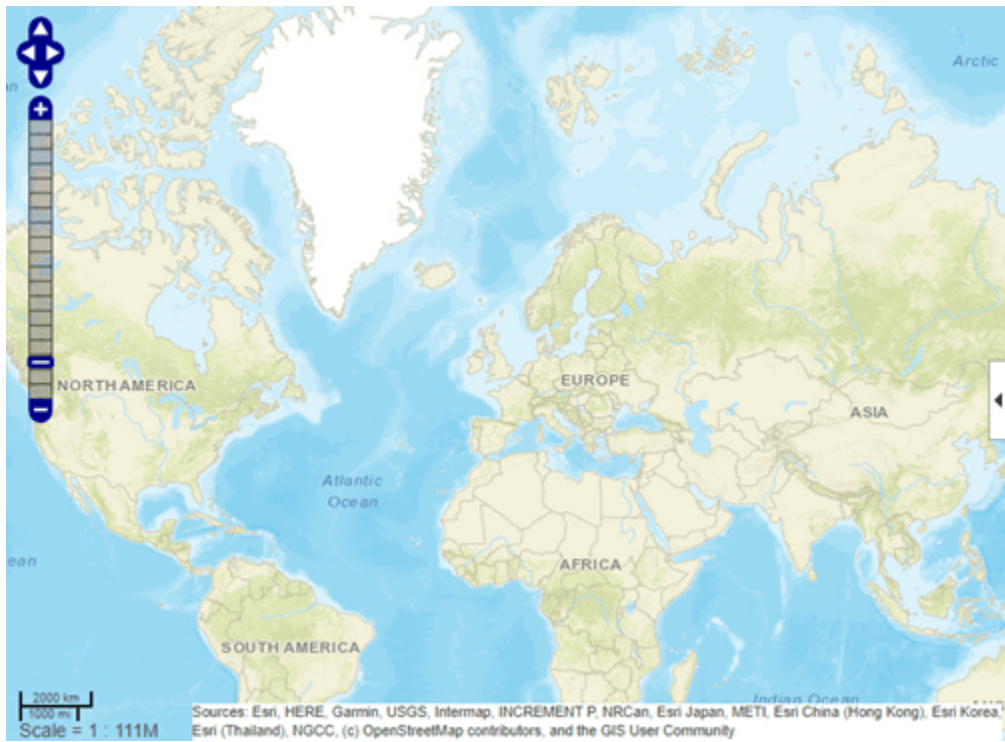 Arctic
NORTH AMERICA
EUROPE
ASIA
Atlantic
Ocean
ean
AFRICA
SOUTH AMERICA
Indian Ocean
2000 km
1000 mi
Scale = 1 : 111M
Sources: Esri, HERE, Garmin, USGS, Intermap, INCREMENT P, NRCan, Esri Japan, METI, Esri China (Hong Kong), Esri Korea,
Esri (Thailand), NGCC, (c) OpenStreetMap contributors, and the GIS User Community